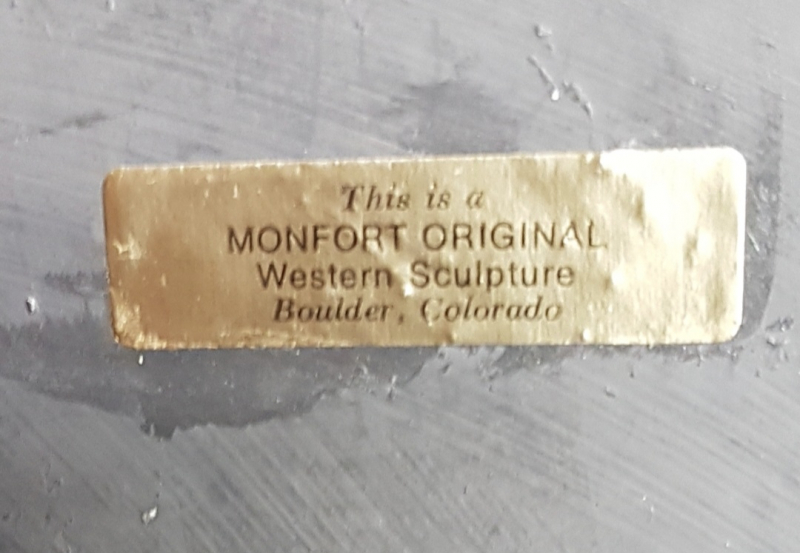 This is a
MONFORT ORIGINAL
Western Sculpture
Boulder, Colorado